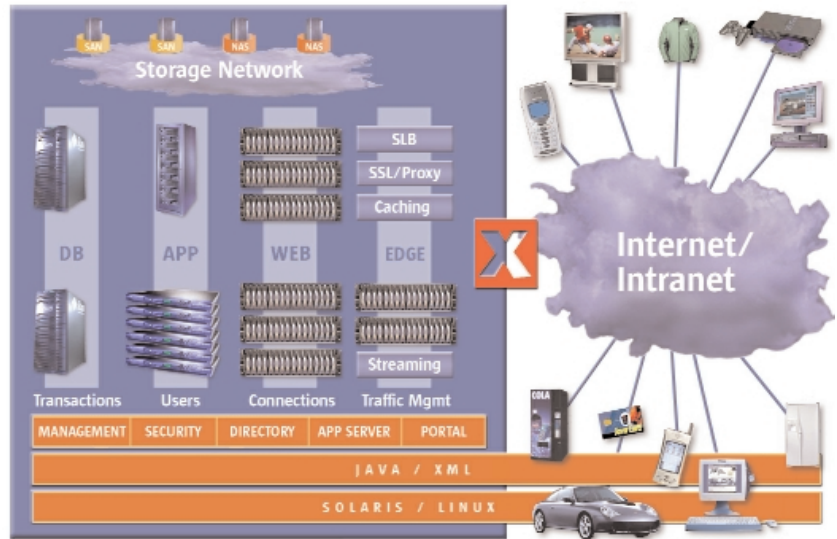 SAN
SAN
NAS
NAS
Storage Network
SLB
SSL/Proxy
Caching
DB
APP
WEB
EDGE
X
Internet/
Intranet
Streaming
Transactions
Users
Connections
Traffic Mgmt
COLA
MANAGEMENT
SECURITY
DIRECTORY
APP SERVER
PORTAL
JAVA / XML
SOLARIS / LINUX